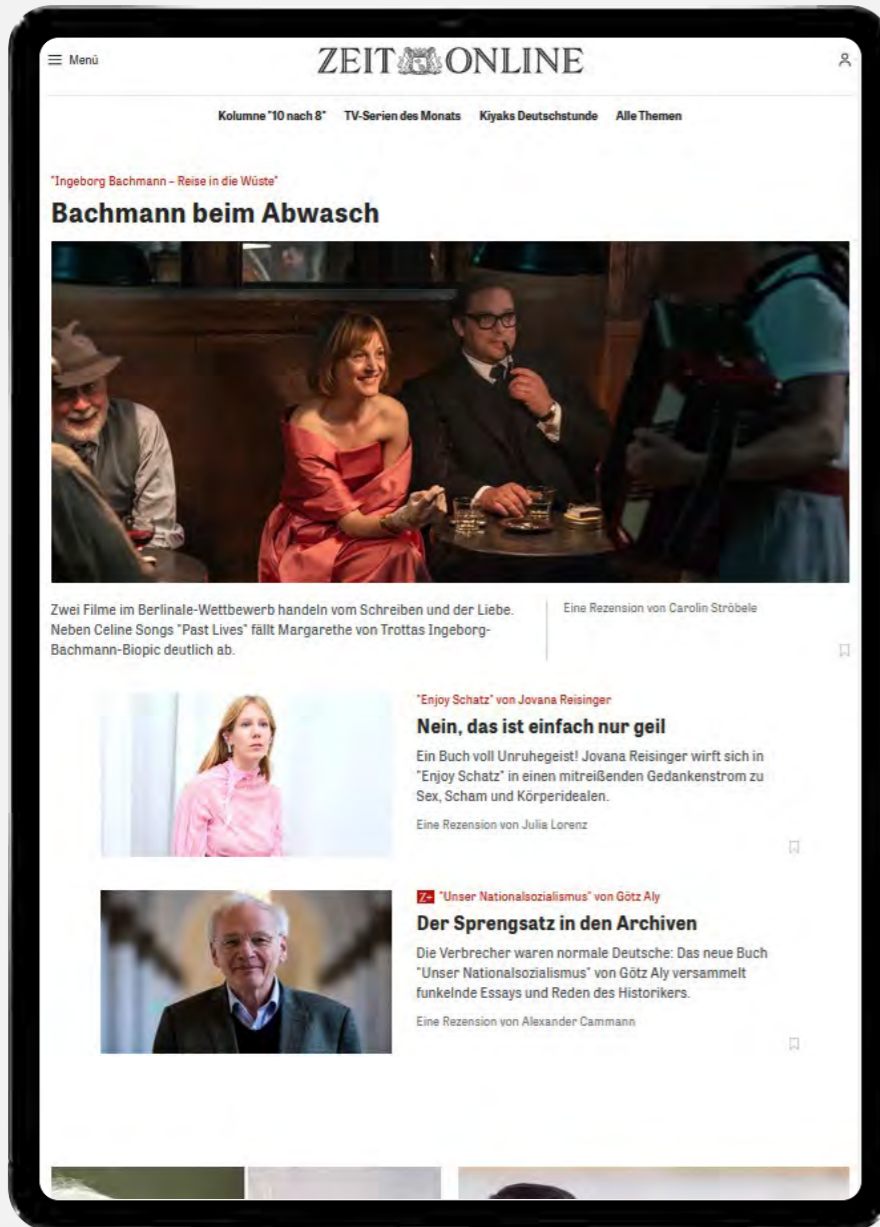 Menü
ZEIT ONLINE
Kolumne "10 nach 8" TV-Serien des Monats Kiyaks Deutschstunde Alle Themen
"Ingeborg Bachmann – Reise in die Wüste"
Bachmann beim Abwasch
Zwei Filme im Berlinale-Wettbewerb handeln vom Schreiben und der Liebe.
Neben Celine Songs "Past Lives" fällt Margarethe von Trottas Ingeborg-
Bachmann-Biopic deutlich ab.
Eine Rezension von Carolin Ströbele
"Enjoy Schatz" von Jovana Reisinger
Nein, das ist einfach nur geil
Ein Buch voll Unruhegeist! Jovana Reisinger wirft sich in
"Enjoy Schatz" in einen mitreißenden Gedankenstrom zu
Sex, Scham und Körperidealen.
Eine Rezension von Julia Lorenz
Z+ "Unser Nationalsozialismus" von Götz Aly
Der Sprengsatz in den Archiven
Die Verbrecher waren normale Deutsche: Das neue Buch
"Unser Nationalsozialismus" von Götz Aly versammelt
funkelnde Essays und Reden des Historikers.
Eine Rezension von Alexander Cammann